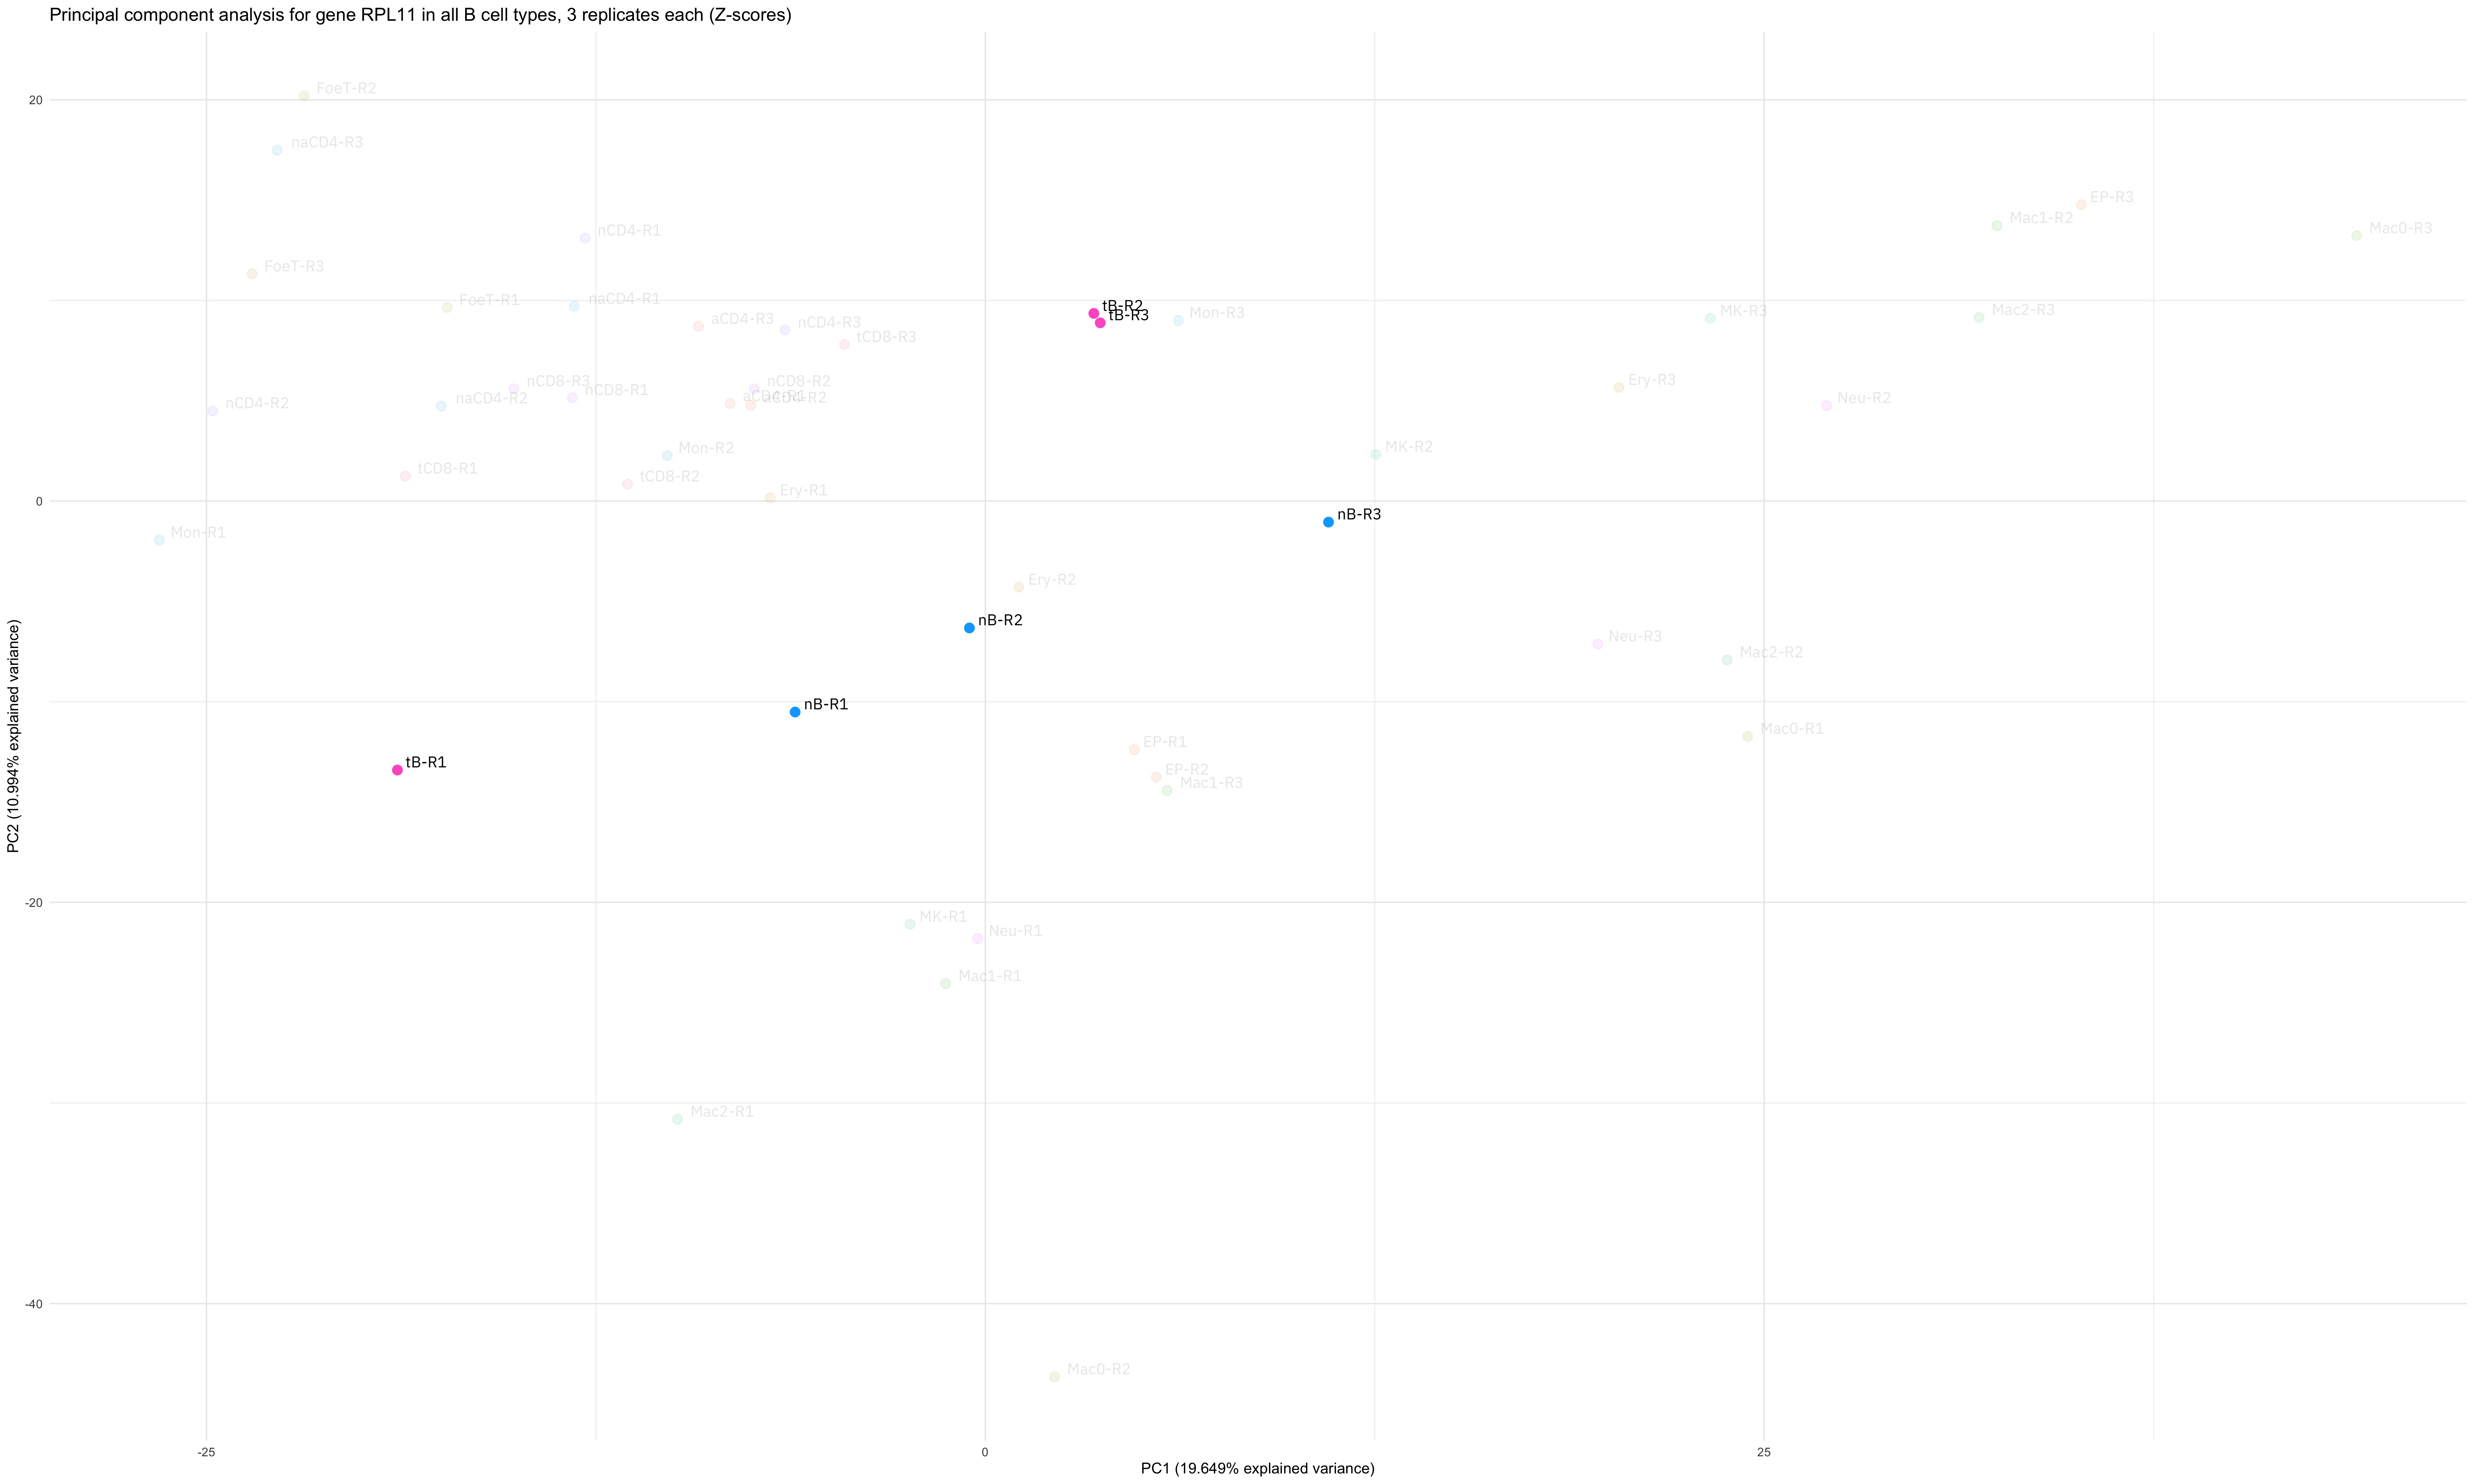 Principal component analysis for gene RPL11 in all B cell types, 3 replicates each (Z-scores)
FoeT-R2
20
naCD4-R3
EP-R3
Mac1-R2
nCD4-R1
Mac0-R3
FoeT-R3
FoeT-R1
naCD4-R1
tB-R2
tB-R3
Mon-R3
MK-R3
Mac2-R3
aCD4-R3
nCD4-R3
tCD8-R3
nCD8-R3
nCD8-R1
nCD8-R2
Ery-R3
nCD4-R2
naCD4-R2
aCD4-R1
aCD4-R2
Neu-R2
Mon-R2
MK-R2
tCD8-R1
tCD8-R2
Ery-R1
0
nB-R3
Mon-R1
Ery-R2
nB-R2
Neu-R3
Mac2-R2
nB-R1
Mac0-R1
EP-R1
tB-R1
EP-R2
Mac1-R3
PC2 (10.994% explained variance)
-20
MK-R1
Neu-R1
Mac1-R1
Mac2-R1
-40
Mac0-R2
-25
0
25
PC1 (19.649% explained variance)